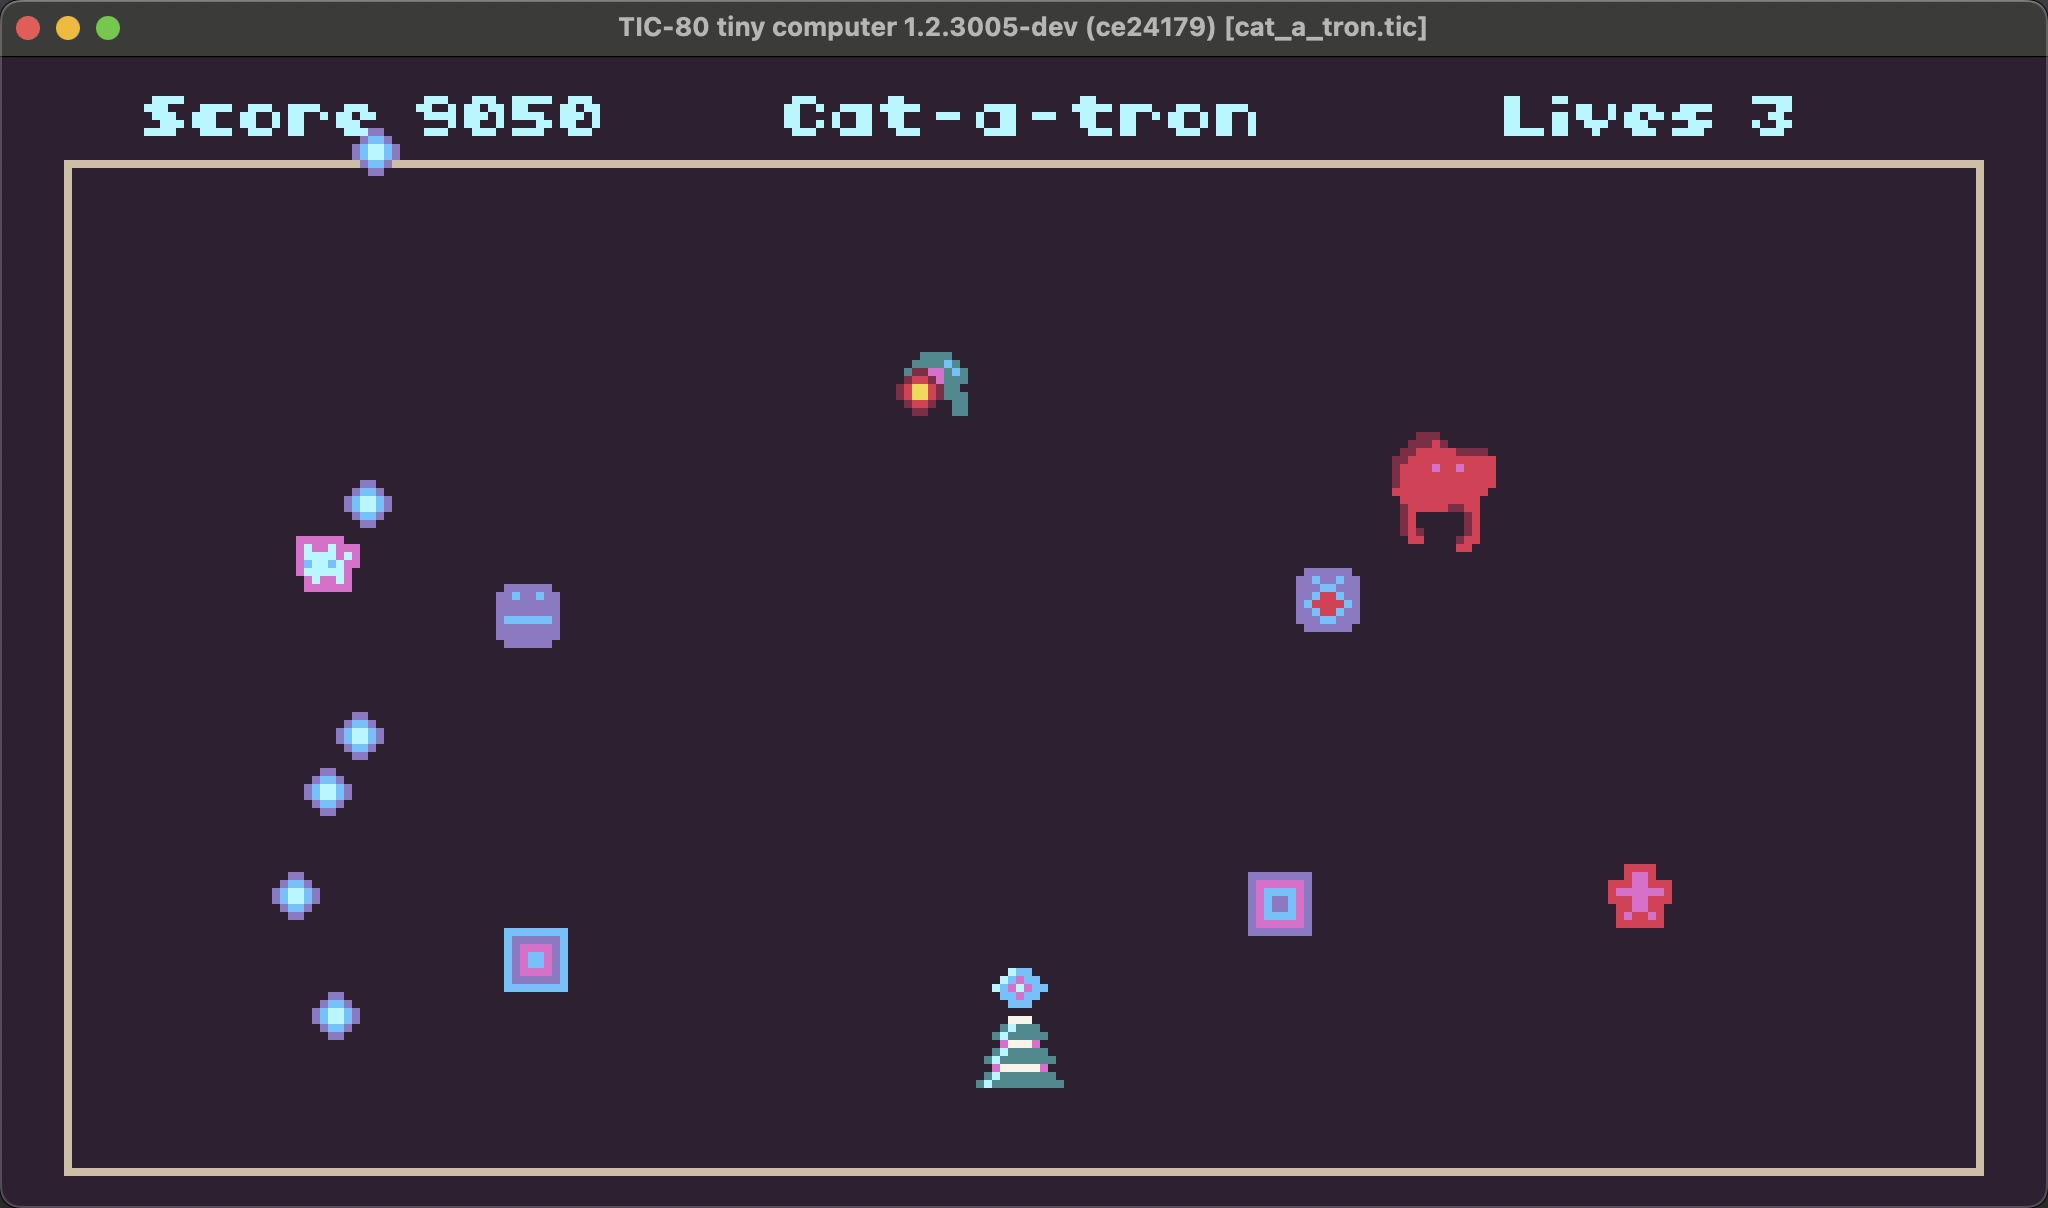 TIC-80 tiny computer 1.2.3005-dev (ce24179) [cat_a_tron.tic]
Score 9050 Cat-a-tron Lives 3